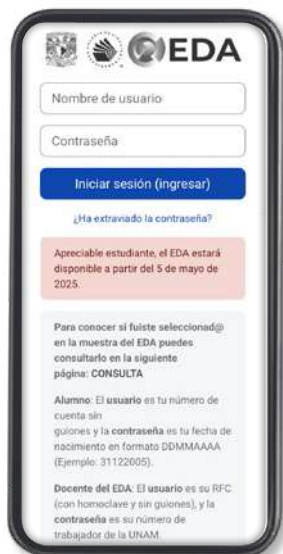 EDA
Nombre de usuario
Contraseña
Iniciar sesión (ingresar)
¿Ha extraviado la contraseña?
Apreciable estudiante, el EDA estará
disponible a partir del 5 de mayo de
2025.
Para conocer si fuiste seleccionad@
en la muestra del EDA puedes
consultarlo en la siguiente
página: CONSULTA
Alumno: El usuario es tu número de
cuenta sin
guiones y la contraseña es tu fecha de
nacimiento en formato DDMMAAAA
(Ejemplo: 31122005).
Docente del EDA: El usuario es su RFC
(con homoclave y sin guiones), y la
contraseña es su número de
trabajador de la UNAM.